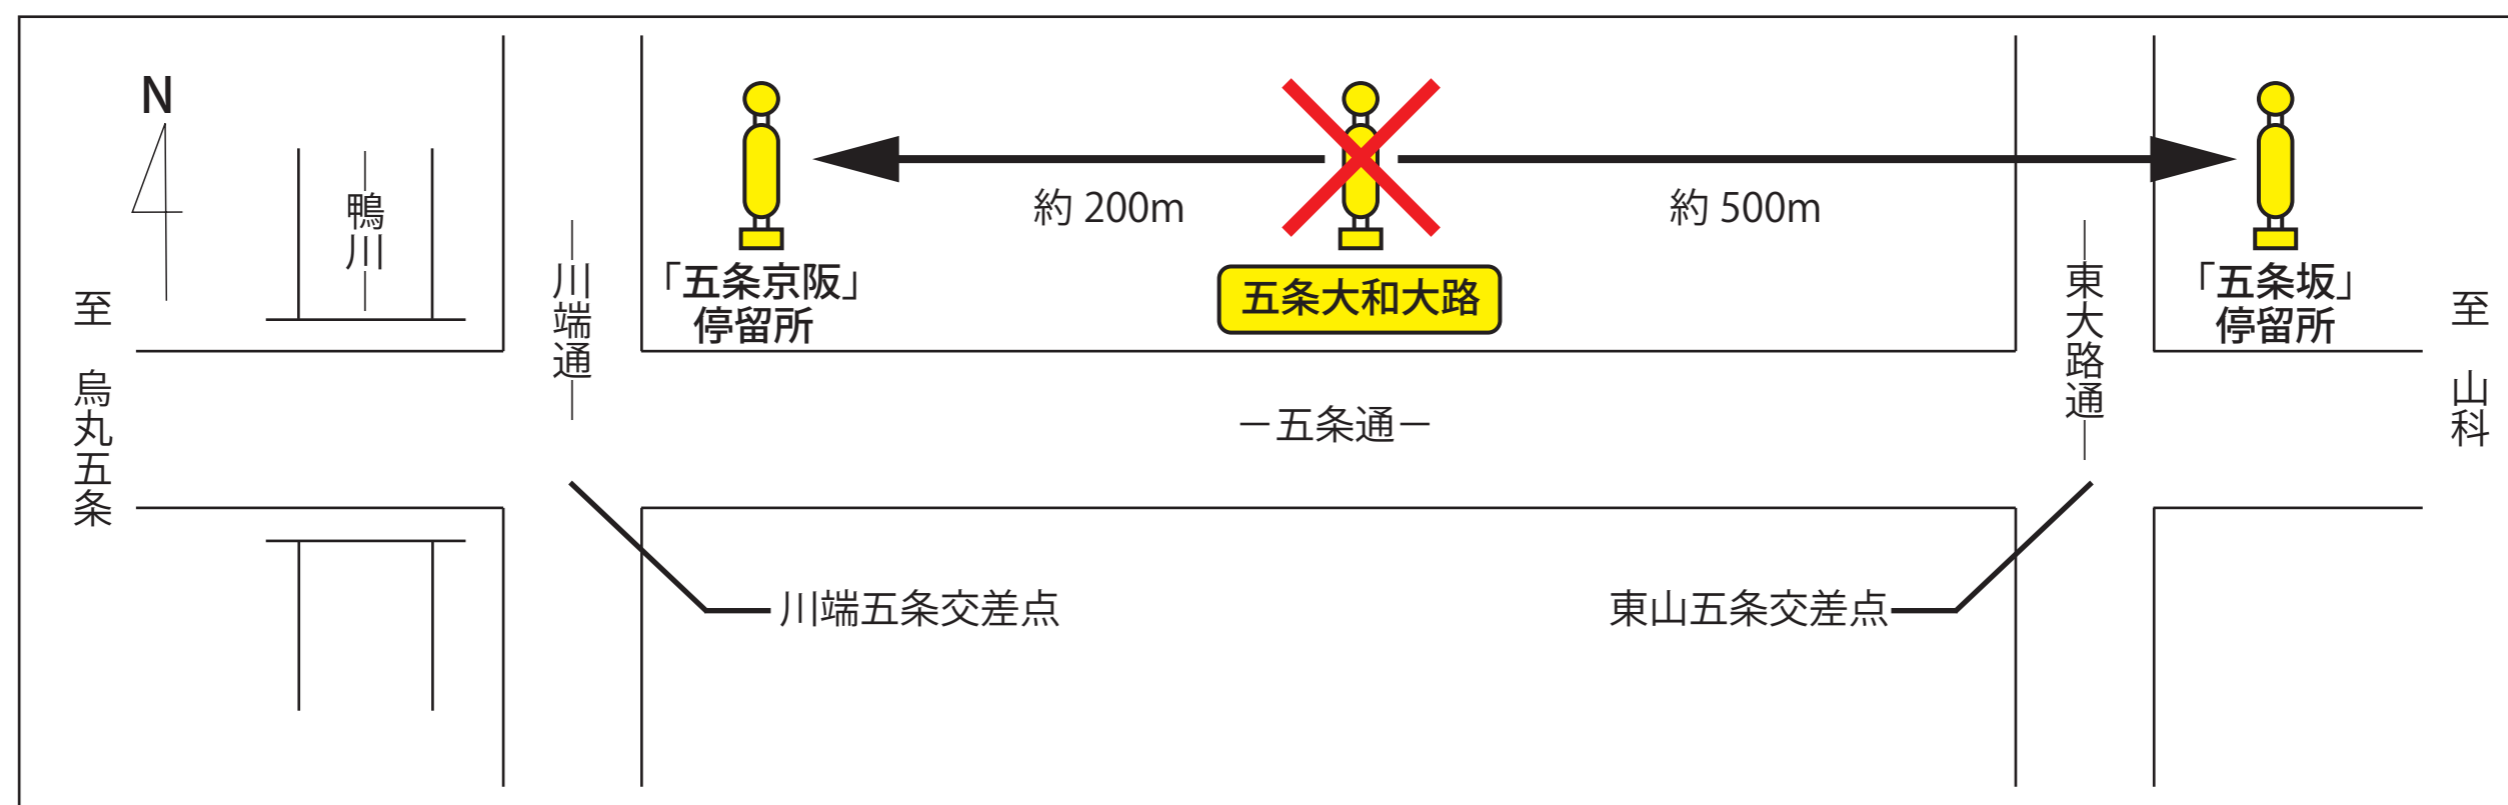 N
至 烏丸五条
―鴨川―
―川端通―
「五条京阪」
停留所
約 200m
五条大和大路
約 500m
―東大路通―
「五条坂」
停留所
至 山科
－五条通－
川端五条交差点
東山五条交差点